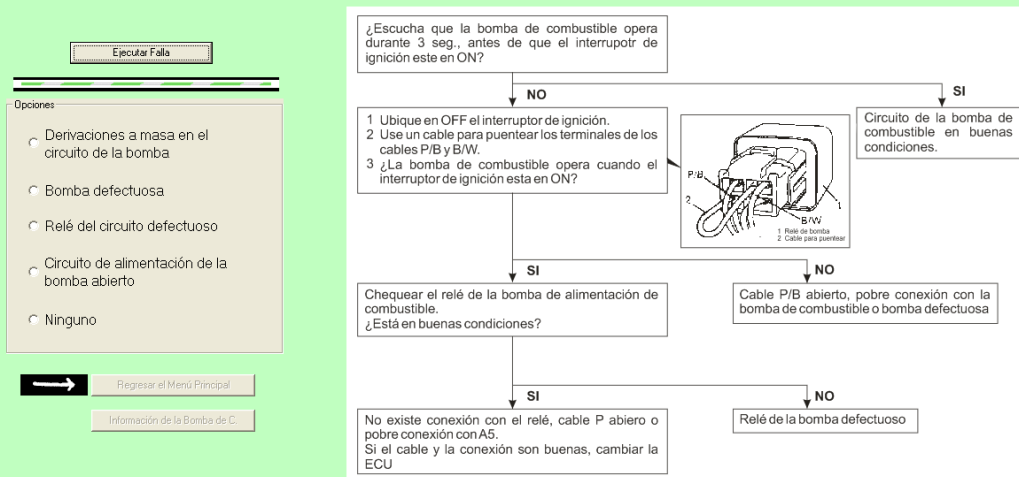 Ejecutar Falla
Opciones
Derivaciones a masa en el
circuito de la bomba
Bomba defectuosa
Relé del circuito defectuoso
Circuito de alimentación de la
bomba abierto
Ninguno
Regresar el Menú Principal
Información de la Bomba de C.
¿Escucha que la bomba de combustible opera
durante 3 seg., antes de que el interrupotr de
ignición este en ON?
NO
SI
1 Ubique en OFF el interruptor de ignición.
2 Use un cable para puentear los terminales de los
cables P/B y B/W.
3 ¿La bomba de combustible opera cuando el
interruptor de ignición esta en ON?
Circuito de la bomba de
combustible en buenas
condiciones.
P/B
2
B/W
1
1 Relé de bomba
2 Cable para puentear
SI
NO
Chequear el relé de la bomba de alimentación de
combustible.
¿Está en buenas condiciones?
Cable P/B abierto, pobre conexión con la
bomba de combustible o bomba defectuosa
SI
NO
No existe conexión con el relé, cable P abiero o
pobre conexión con A5.
Si el cable y la conexión son buenas, cambiar la
ECU
Relé de la bomba defectuoso